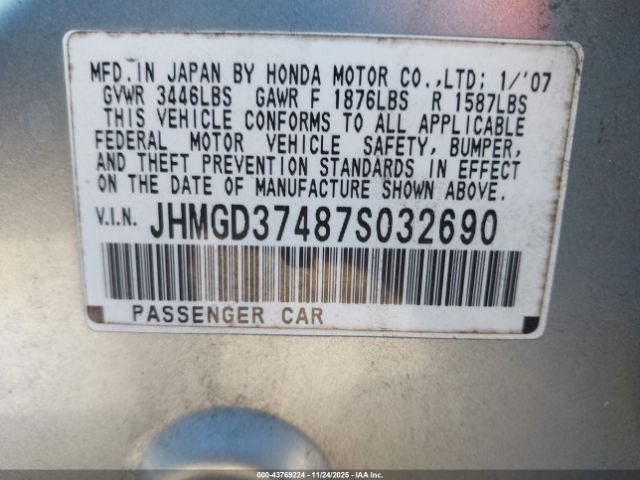 MFD. IN JAPAN BY HONDA MOTOR CO.,LTD; 1/'07
GVWR 3446LBS GAWR F 1876LBS R 1587LBS
THIS VEHICLE CONFORMS TO ALL APPLICABLE
FEDERAL MOTOR VEHICLE SAFETY, BUMPER,
AND THEFT PREVENTION STANDARDS IN EFFECT
ON THE DATE OF MANUFACTURE SHOWN ABOVE.
V.I.N. JHMGD37487S032690
PASSENGER CAR
000-43769224 - 11/24/2025 - IAA Inc.